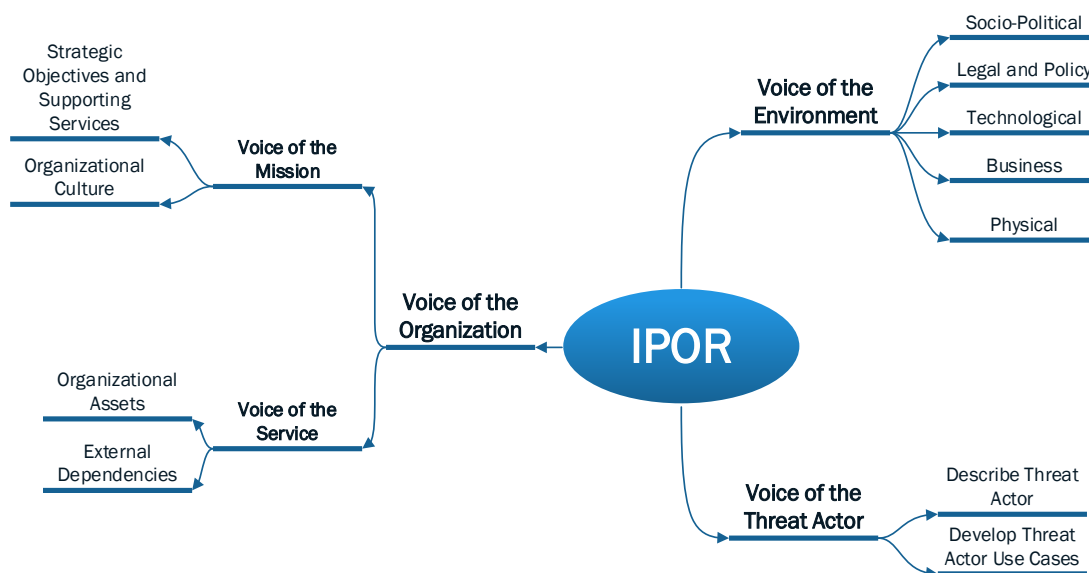 Strategic
Objectives and
Supporting
Services
Organizational
Culture
Voice of the
Mission
Voice of the
Organization
Organizational
Assets
External
Dependencies
Voice of the
Service
IPOR
Voice of the
Environment
Socio-Political
Legal and Policy
Technological
Business
Physical
Voice of the
Threat Actor
Describe Threat
Actor
Develop Threat
Actor Use Cases